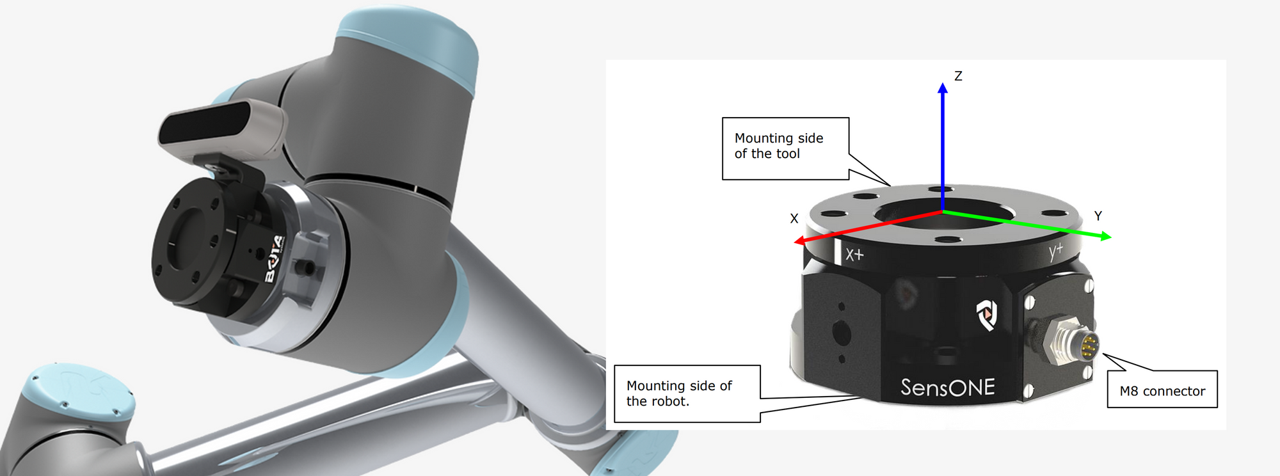 BOTA
Z
Mounting side
of the tool
X
Y
X+
y+
SensONE
Mounting side of
the robot.
M8 connector